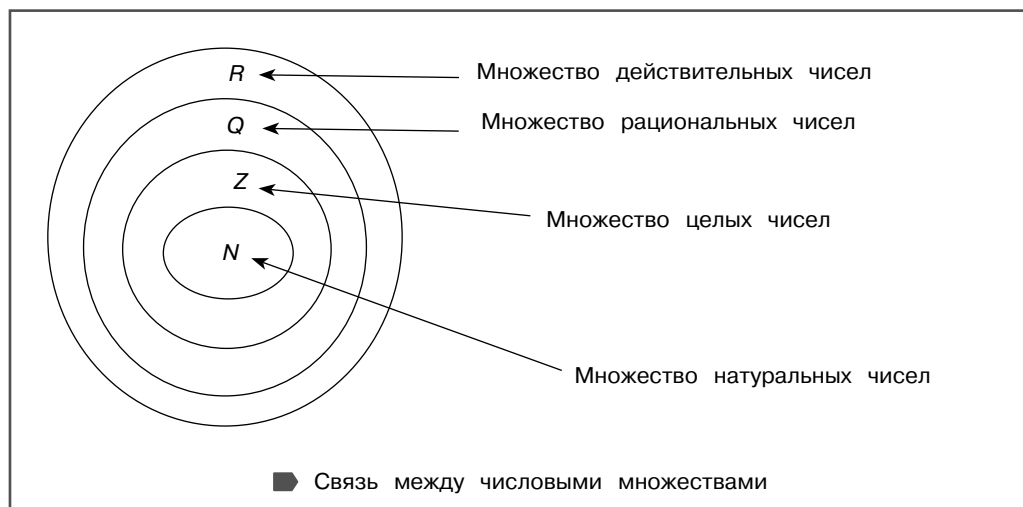 R Множество действительных чисел
Q Множество рациональных чисел
Z
Множество целых чисел
N
Множество натуральных чисел
Связь между числовыми множествами